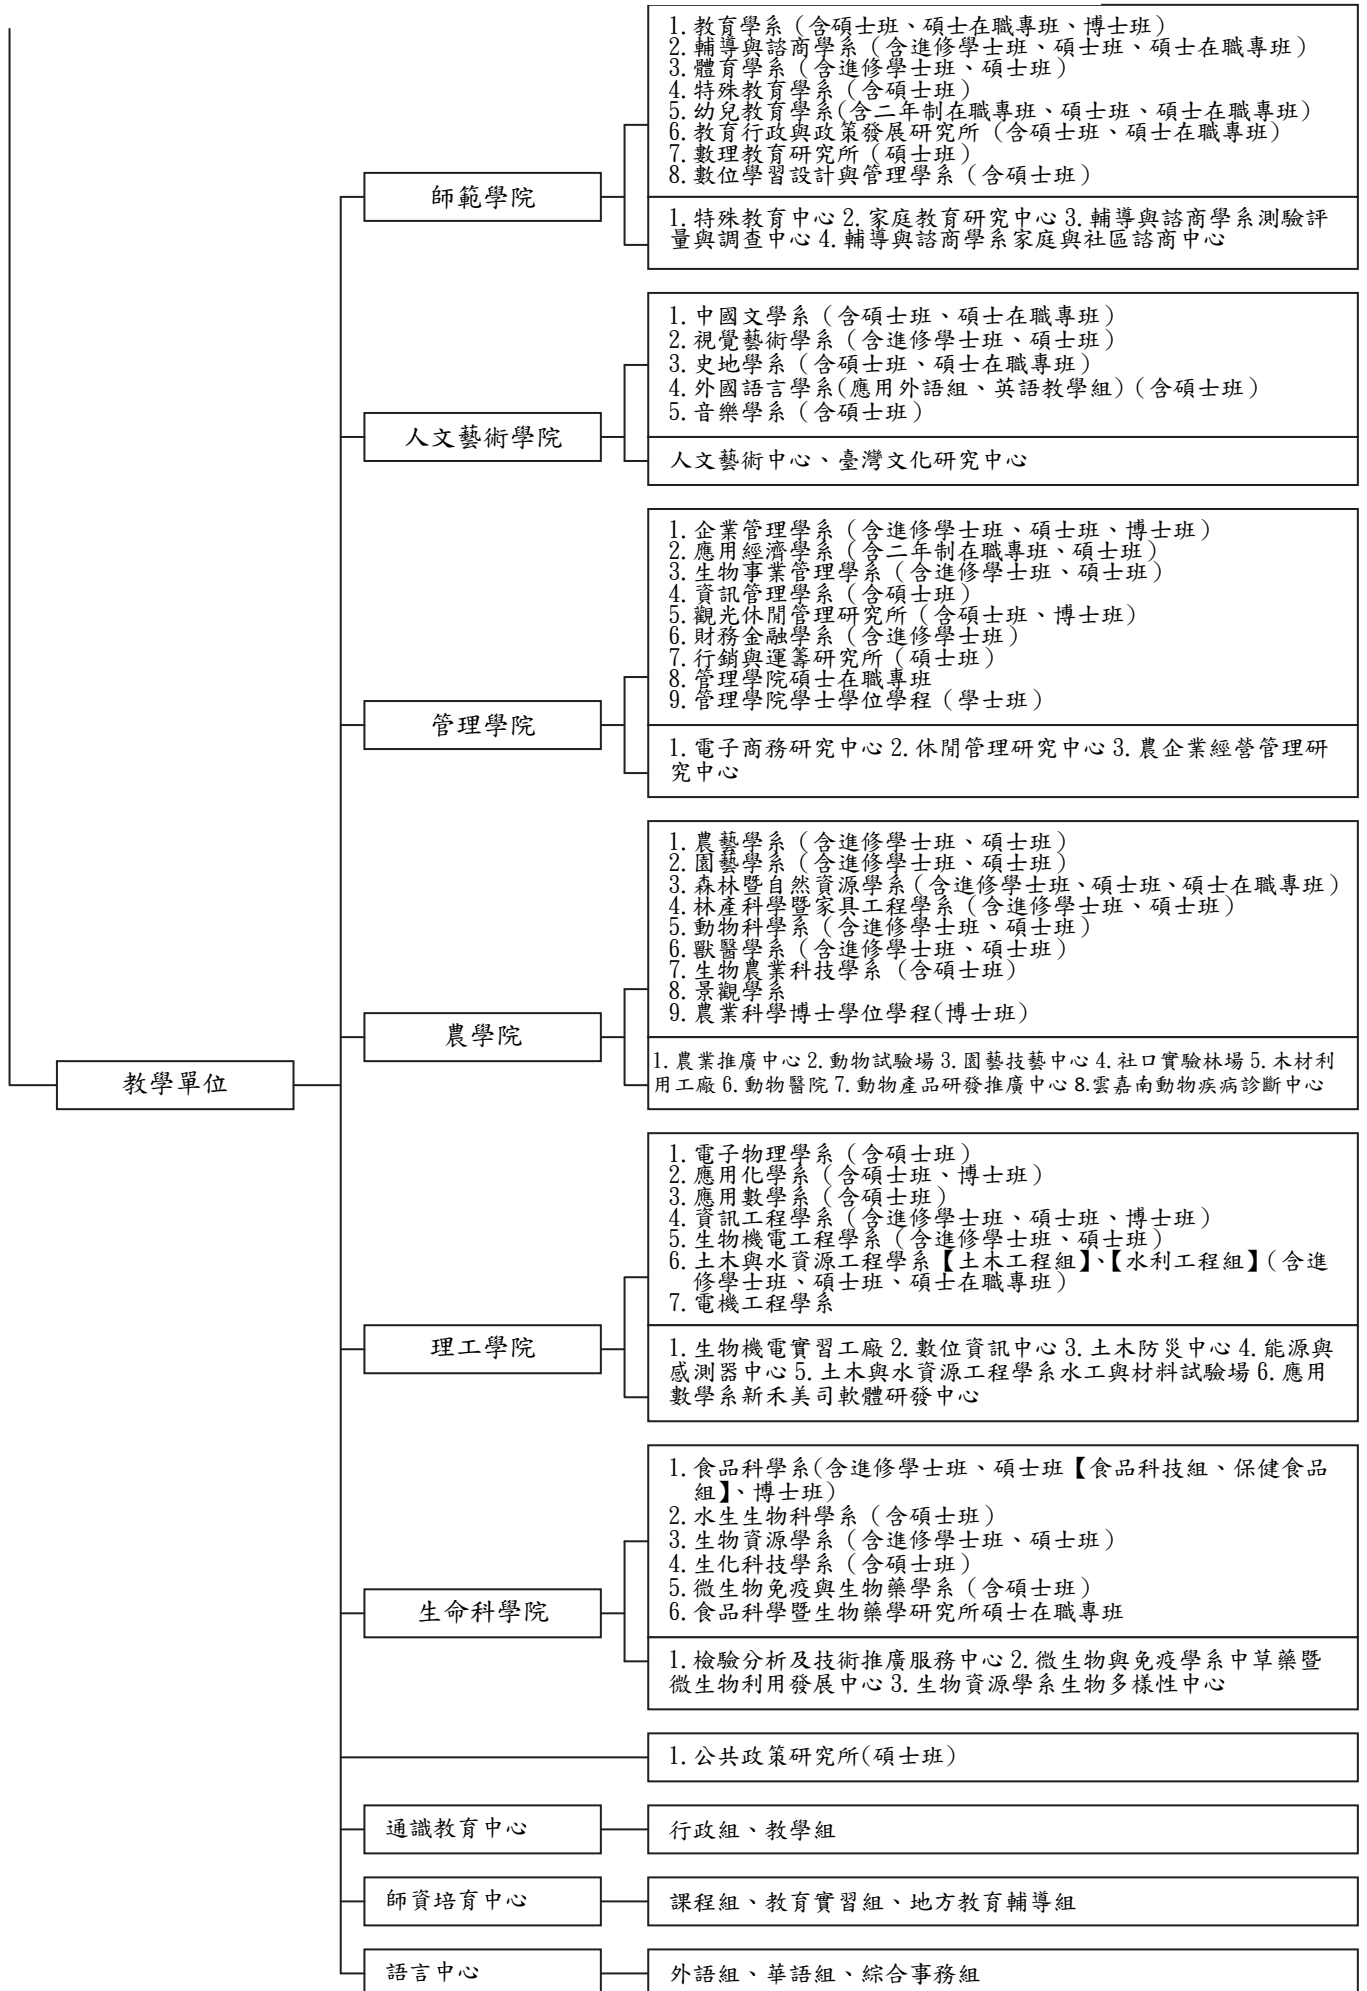 教學單位
師範學院
1.教育學系（含碩士班、碩士在職專班、博士班）
2.輔導與諮商學系（含進修學士班、碩士班、碩士在職專班）
3.體育學系（含進修學士班、碩士班）
4.特殊教育學系（含碩士班）
5.幼兒教育學系(含二年制在職專班、碩士班、碩士在職專班）
6.教育行政與政策發展研究所（含碩士班、碩士在職專班）
7.數理教育研究所（碩士班）
8.數位學習設計與管理學系（含碩士班）
1.特殊教育中心 2.家庭教育研究中心 3.輔導與諮商學系測驗評
量與調查中心 4.輔導與諮商學系家庭與社區諮商中心
人文藝術學院
1.中國文學系（含碩士班、碩士在職專班）
2.視覺藝術學系（含進修學士班、碩士班）
3.史地學系（含碩士班、碩士在職專班）
4.外國語言學系(應用外語組、英語教學組)（含碩士班）
5.音樂學系（含碩士班）
人文藝術中心、臺灣文化研究中心
管理學院
1.企業管理學系（含進修學士班、碩士班、博士班）
2.應用經濟學系（含二年制在職專班、碩士班）
3.生物事業管理學系（含進修學士班、碩士班）
4.資訊管理學系（含碩士班）
5.觀光休閒管理研究所（含碩士班、博士班）
6.財務金融學系（含進修學士班）
7.行銷與運籌研究所（碩士班）
8.管理學院碩士在職專班
9.管理學院學士學位學程（學士班）
1.電子商務研究中心 2.休閒管理研究中心 3.農企業經營管理研
究中心
農學院
1.農藝學系（含進修學士班、碩士班）
2.園藝學系（含進修學士班、碩士班）
3.森林暨自然資源學系（含進修學士班、碩士班、碩士在職專班）
4.林產科學暨家具工程學系（含進修學士班、碩士班）
5.動物科學系（含進修學士班、碩士班）
6.獸醫學系（含進修學士班、碩士班）
7.生物農業科技學系（含碩士班）
8.景觀學系
9.農業科學博士學位學程(博士班)
1.農業推廣中心 2.動物試驗場 3.園藝技藝中心 4.社口實驗林場 5.木材利
用工廠 6.動物醫院 7.動物產品研發推廣中心 8.雲嘉南動物疾病診斷中心
理工學院
1.電子物理學系（含碩士班）
2.應用化學系（含碩士班、博士班）
3.應用數學系（含碩士班）
4.資訊工程學系（含進修學士班、碩士班、博士班）
5.生物機電工程學系（含進修學士班、碩士班）
6.土木與水資源工程學系【土木工程組】、【水利工程組】（含進
修學士班、碩士班、碩士在職專班）
7.電機工程學系
1.生物機電實習工廠 2.數位資訊中心 3.土木防災中心 4.能源與
感測器中心 5.土木與水資源工程學系水工與材料試驗場 6.應用
數學系新禾美司軟體研發中心
生命科學院
1.食品科學系(含進修學士班、碩士班【食品科技組、保健食品
組】、博士班)
2.水生生物科學系（含碩士班）
3.生物資源學系（含進修學士班、碩士班）
4.生化科技學系（含碩士班）
5.微生物免疫與生物藥學系（含碩士班）
6.食品科學暨生物藥學研究所碩士在職專班
1.檢驗分析及技術推廣服務中心 2.微生物與免疫學系中草藥暨
微生物利用發展中心 3.生物資源學系生物多樣性中心
1.公共政策研究所(碩士班)
通識教育中心
行政組、教學組
師資培育中心
課程組、教育實習組、地方教育輔導組
語言中心
外語組、華語組、綜合事務組